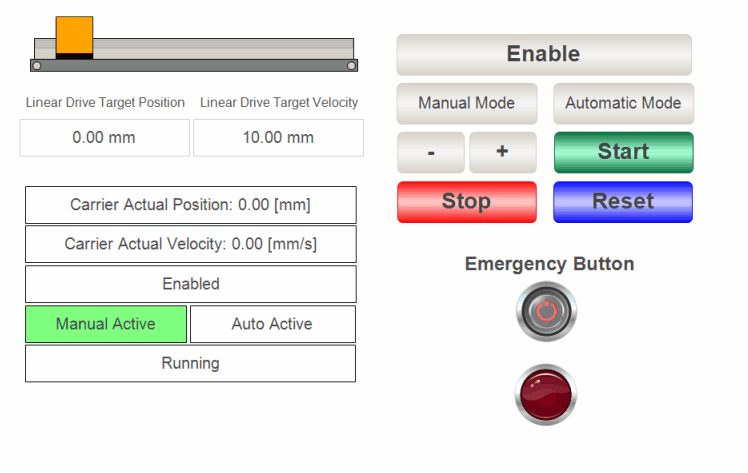 Enable
Linear Drive Target Position
Linear Drive Target Velocity
0.00 mm
10.00 mm
Manual Mode
Automatic Mode
-
+
Start
Stop
Reset
Carrier Actual Position: 0.00 [mm]
Carrier Actual Velocity: 0.00 [mm/s]
Enabled
Manual Active
Auto Active
Running
Emergency Button